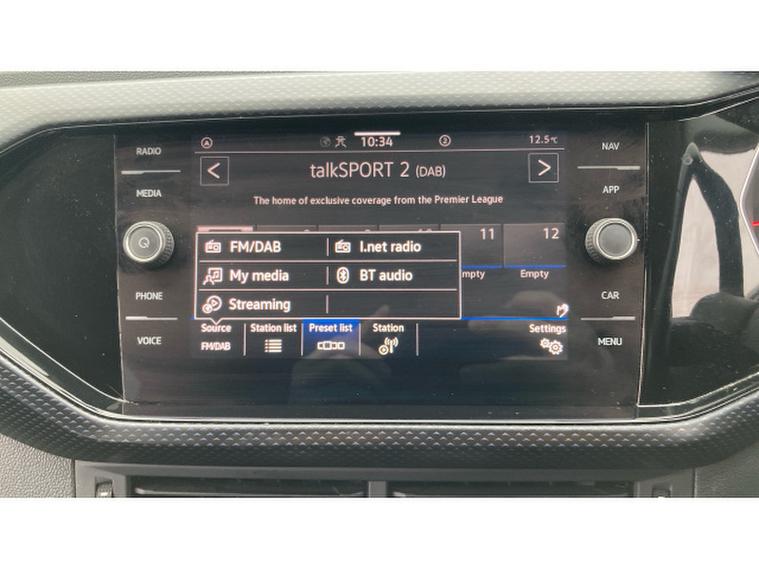 RADIO
MEDIA
PHONE
VOICE
10:34
2
12.5°C
talkSPORT 2 (DAB)
The home of exclusive coverage from the Premier League
11
12
Empty
FM/DAB
I.net radio
My media
BT audio
Streaming
Source
FM/DAB
Station list
Preset list
Station
Settings
NAV
APP
CAR
MENU